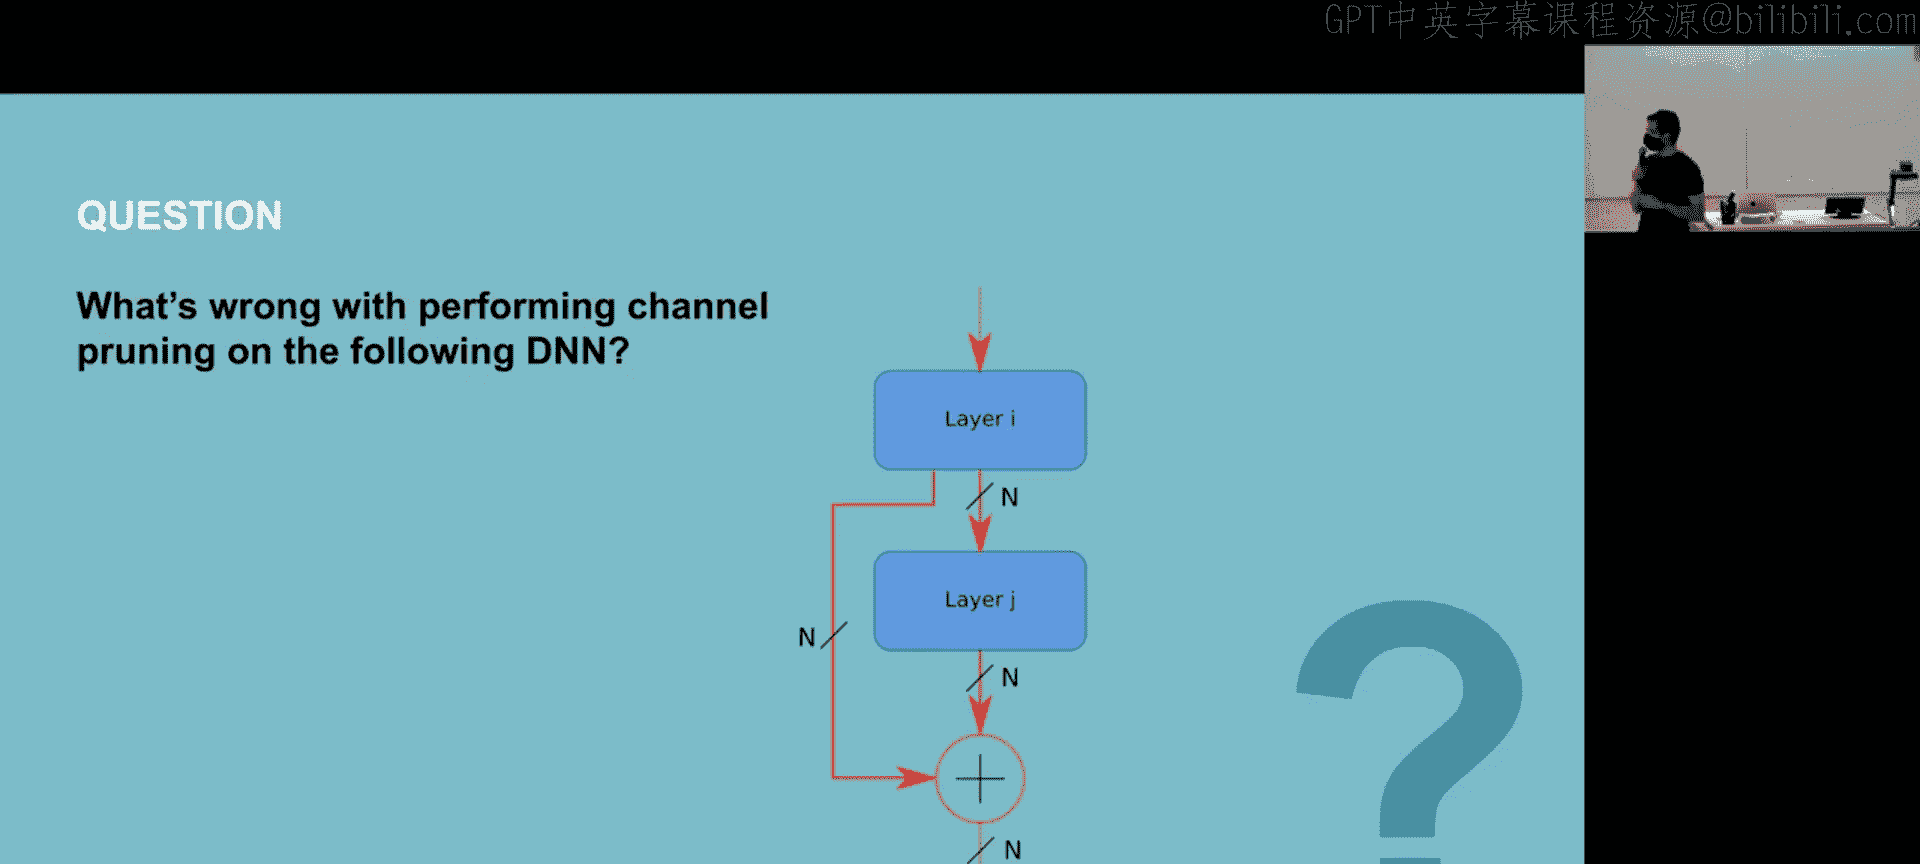 GPT中英字幕课程资源@bilibili.com
QUESTION
What's wrong with performing channel
pruning on the following DNN?
Layer i
N
Layer j
N
N
N
?